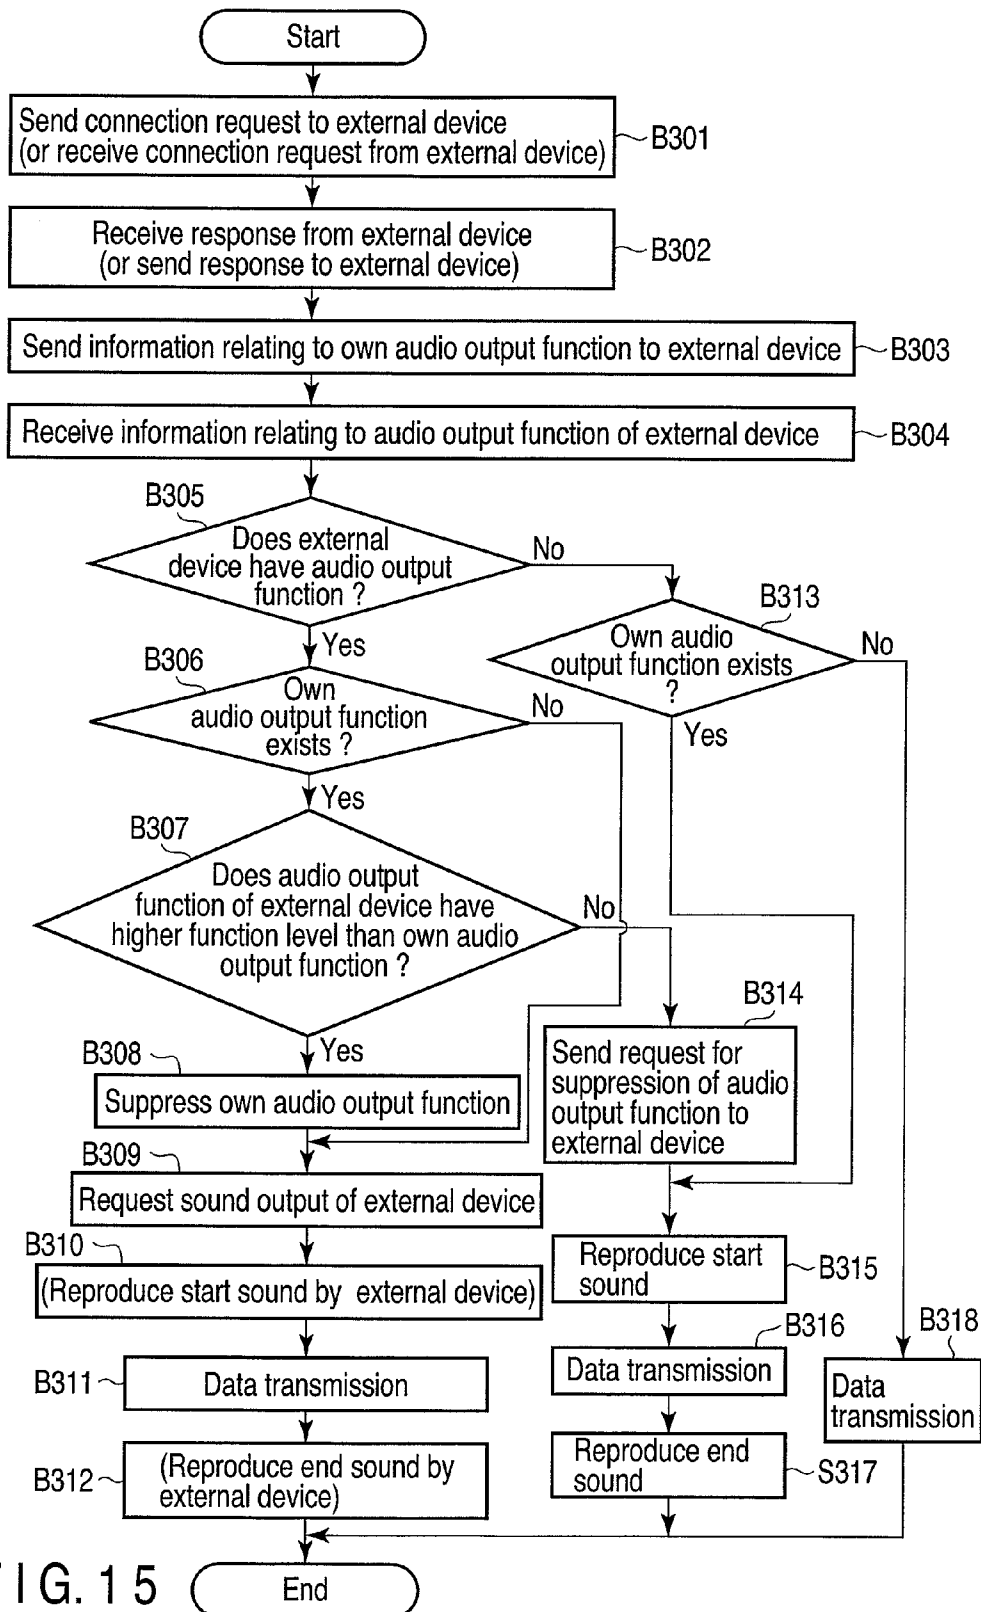 Start
Send connection request to external device
(or receive connection request from external device)
B301
Receive response from external device
(or send response to external device)
B302
Send information relating to own audio output function to external device
B303
Receive information relating to audio output function of external device
B304
B305
Does external
device have audio output
function ?
No
Yes
B313
Own audio
output function exists
?
No
Yes
B306
Own
audio output function
exists ?
No
Yes
B307
Does audio output
function of external device have
higher function level than own audio
output function ?
No
Yes
B308
Suppress own audio output function
B314
Send request for
suppression of audio
output function to
external device
B309
Request sound output of external device
B310
(Reproduce start sound by external device)
B315
Reproduce start
sound
B311
Data transmission
B316
Data transmission
B318
Data
transmission
B312
(Reproduce end sound by
external device)
Reproduce end
sound
S317
End
FIG. 15